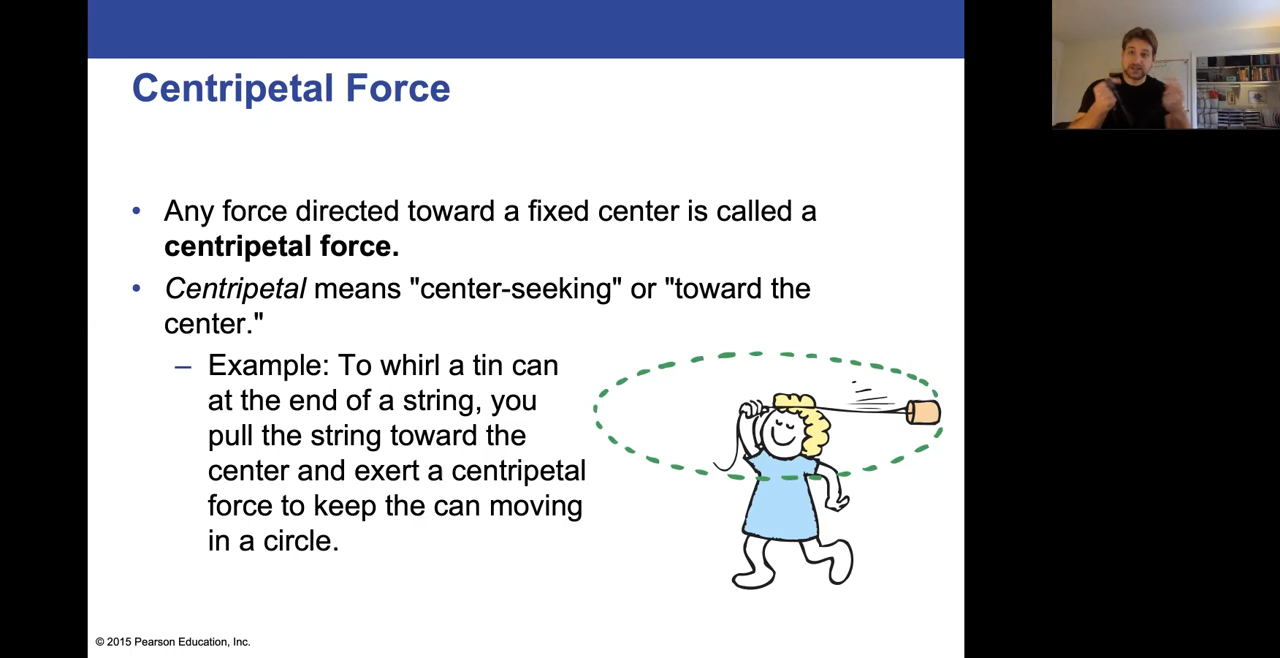 Centripetal Force
• Any force directed toward a fixed center is called a
centripetal force.
• Centripetal means "center-seeking" or "toward the
center."
– Example: To whirl a tin can
at the end of a string, you
pull the string toward the
center and exert a centripetal
force to keep the can moving
in a circle.
© 2015 Pearson Education, Inc.